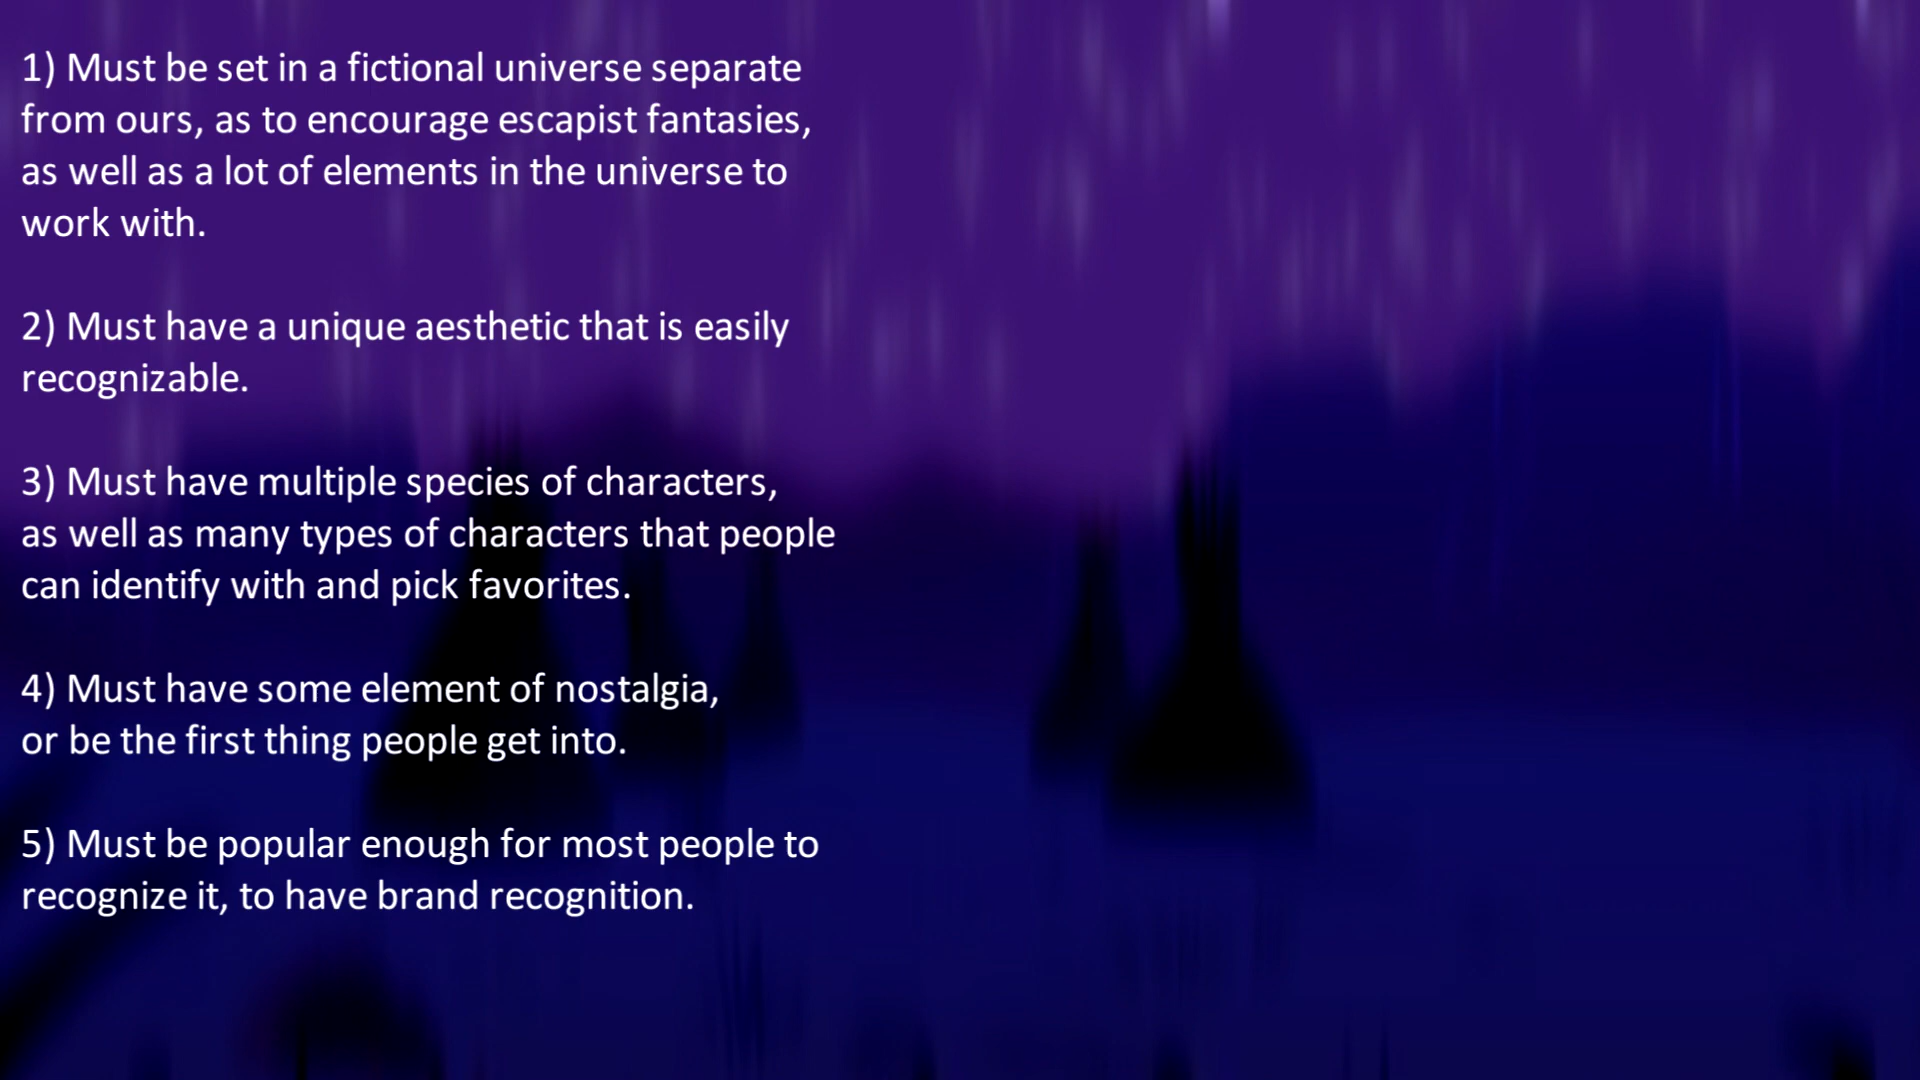 1) Must be set in a fictional universe separate
from ours, as to encourage escapist fantasies,
as well as a lot of elements in the universe to
work with.
2) Must have a unique aesthetic that is easily
recognizable.
3) Must have multiple species of characters,
as well as many types of characters that people
can identify with and pick favorites.
4) Must have some element of nostalgia,
or be the first thing people get into.
5) Must be popular enough for most people to
recognize it, to have brand recognition.